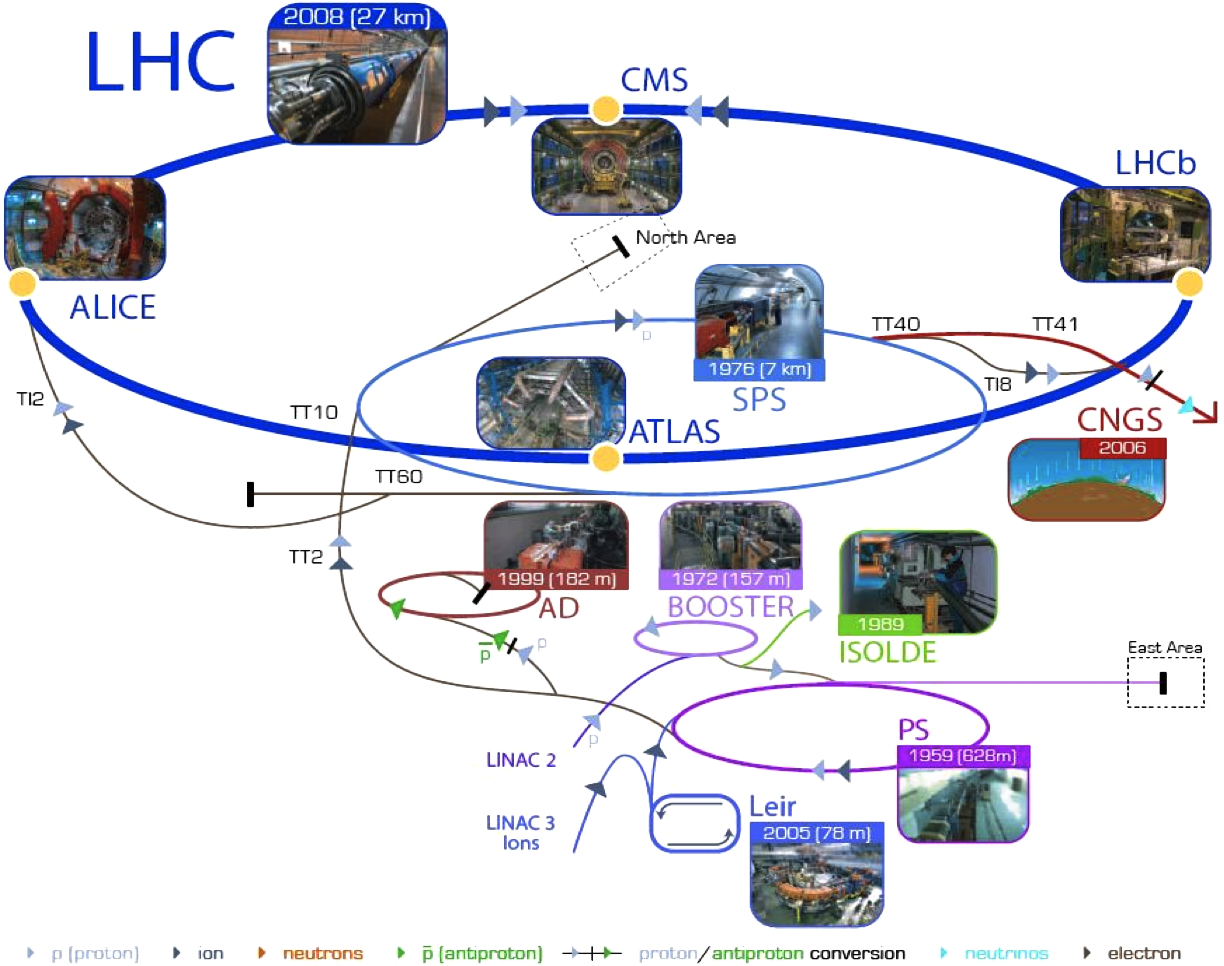 2008 (27 km)
LHC
CMS
LHCb
North Area
ALICE
p
TT40
TT41
1976 (7 km)
SPS
TI8
TI2
TT10
ATLAS
CNGS
2006
TT60
TT2
1999 (182 m)
AD
1972 (157 m)
BOOSTER
1989
ISOLDE
p̅
p
East Area
p
LINAC 2
PS
1959 (628m)
LINAC 3
Ions
Leir
2005 (78 m)
p (proton)
ion
neutrons
p̅ (antiproton)
proton/antiproton conversion
neutrinos
electron